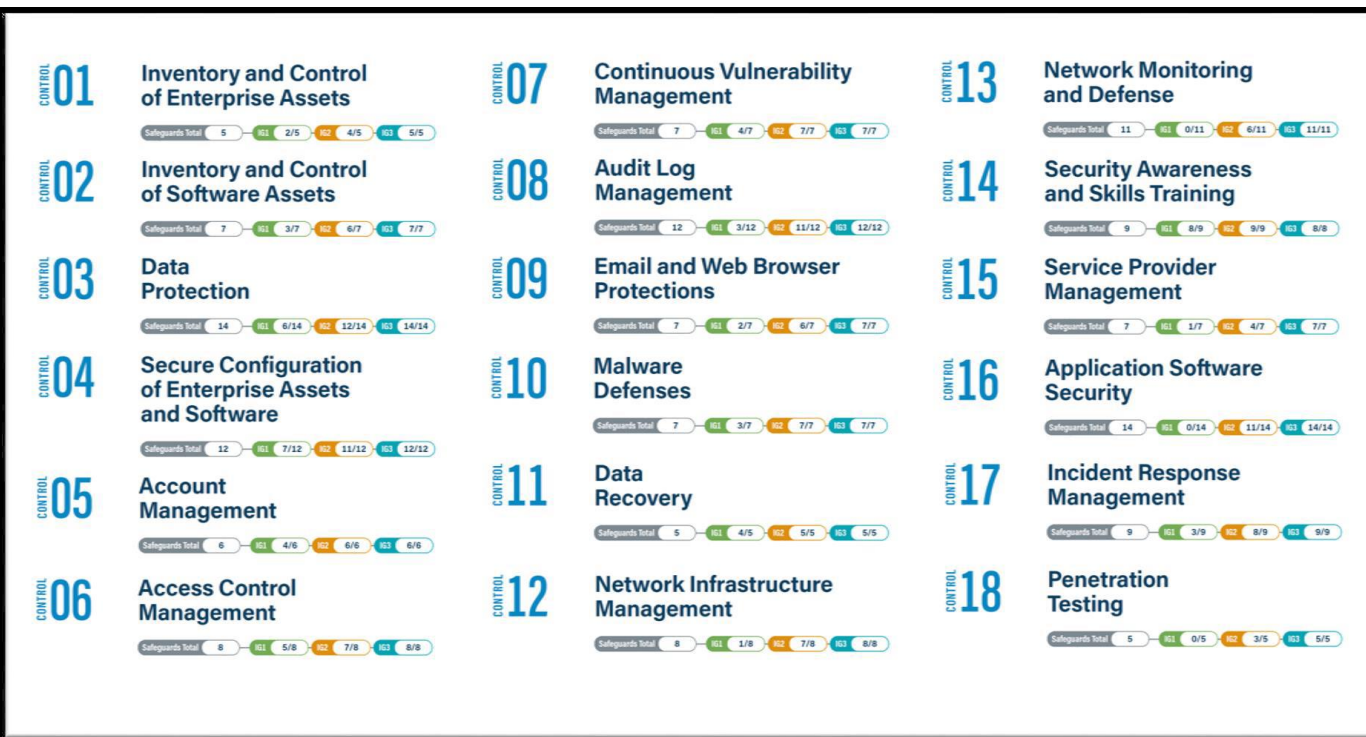 CONTROL 01
Inventory and Control
of Enterprise Assets
Safeguards Total 5 IG1 2/5 IG2 4/5 IG3 5/5
CONTROL 02
Inventory and Control
of Software Assets
Safeguards Total 7 IG1 3/7 IG2 6/7 IG3 7/7
CONTROL 03
Data
Protection
Safeguards Total 14 IG1 6/14 IG2 12/14 IG3 14/14
CONTROL 04
Secure Configuration
of Enterprise Assets
and Software
Safeguards Total 12 IG1 7/12 IG2 11/12 IG3 12/12
CONTROL 05
Account
Management
Safeguards Total 6 IG1 4/6 IG2 6/6 IG3 6/6
CONTROL 06
Access Control
Management
Safeguards Total 8 IG1 5/8 IG2 7/8 IG3 8/8
CONTROL 07
Continuous Vulnerability
Management
Safeguards Total 7 IG1 4/7 IG2 7/7 IG3 7/7
CONTROL 08
Audit Log
Management
Safeguards Total 12 IG1 3/12 IG2 11/12 IG3 12/12
CONTROL 09
Email and Web Browser
Protections
Safeguards Total 7 IG1 2/7 IG2 6/7 IG3 7/7
CONTROL 10
Malware
Defenses
Safeguards Total 7 IG1 3/7 IG2 7/7 IG3 7/7
CONTROL 11
Data
Recovery
Safeguards Total 5 IG1 4/5 IG2 5/5 IG3 5/5
CONTROL 12
Network Infrastructure
Management
Safeguards Total 8 IG1 1/8 IG2 7/8 IG3 8/8
CONTROL 13
Network Monitoring
and Defense
Safeguards Total 11 IG1 0/11 IG2 6/11 IG3 11/11
CONTROL 14
Security Awareness
and Skills Training
Safeguards Total 9 IG1 8/9 IG2 9/9 IG3 8/8
CONTROL 15
Service Provider
Management
Safeguards Total 7 IG1 1/7 IG2 4/7 IG3 7/7
CONTROL 16
Application Software
Security
Safeguards Total 14 IG1 0/14 IG2 11/14 IG3 14/14
CONTROL 17
Incident Response
Management
Safeguards Total 9 IG1 3/9 IG2 8/9 IG3 9/9
CONTROL 18
Penetration
Testing
Safeguards Total 5 IG1 0/5 IG2 3/5 IG3 5/5